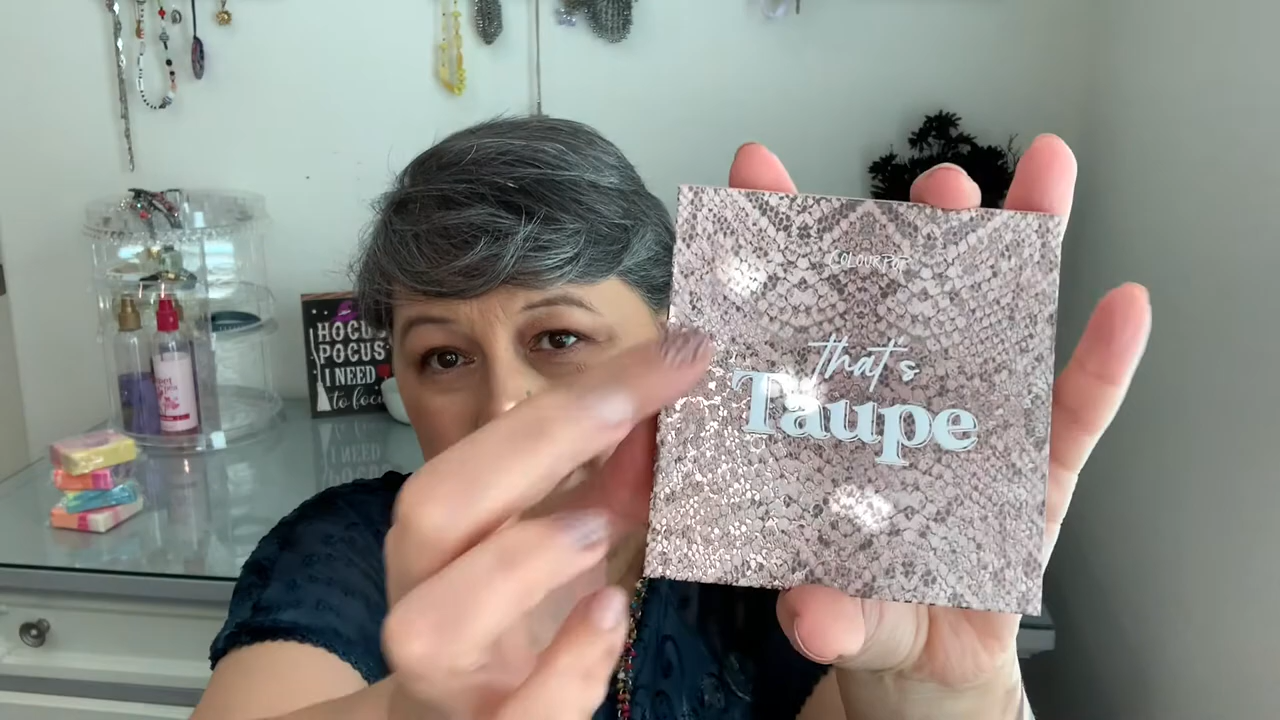 COLOURPOP
that's
Taupe
HOCUS
POCUS
I NEED
to focus